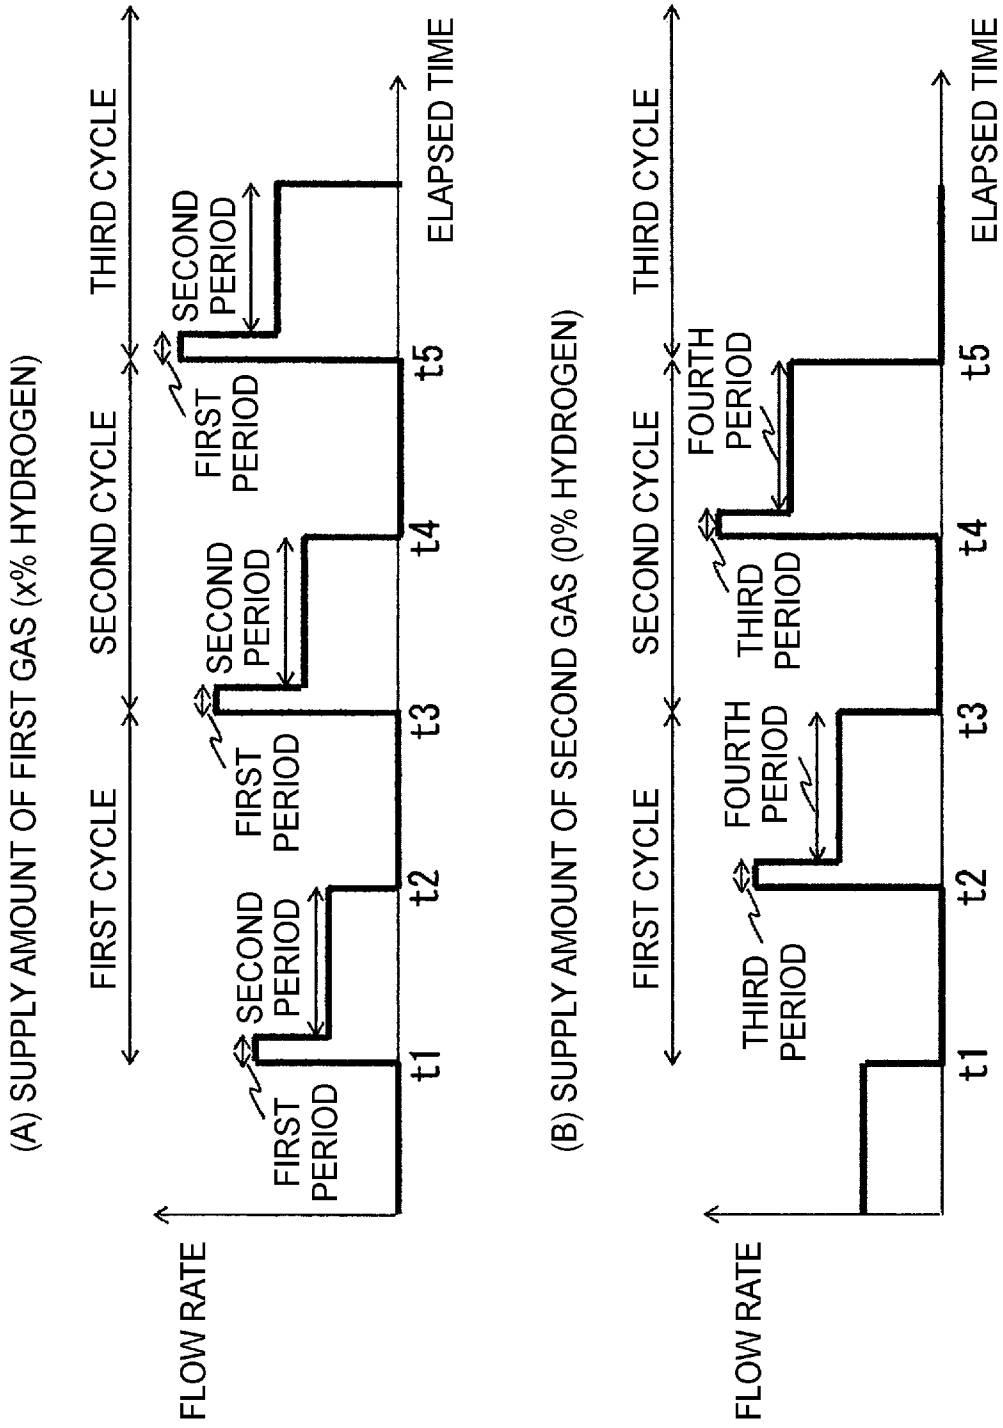 (A) SUPPLY AMOUNT OF FIRST GAS (x% HYDROGEN)
FIRST CYCLE
SECOND CYCLE
THIRD CYCLE
FLOW RATE
FIRST
PERIOD
SECOND
PERIOD
FIRST
PERIOD
SECOND
PERIOD
FIRST
PERIOD
SECOND
PERIOD
t1
t2
t3
t4
t5
ELAPSED TIME
(B) SUPPLY AMOUNT OF SECOND GAS (0% HYDROGEN)
FIRST CYCLE
SECOND CYCLE
THIRD CYCLE
FLOW RATE
THIRD
PERIOD
FOURTH
PERIOD
THIRD
PERIOD
FOURTH
PERIOD
t1
t2
t3
t4
t5
ELAPSED TIME